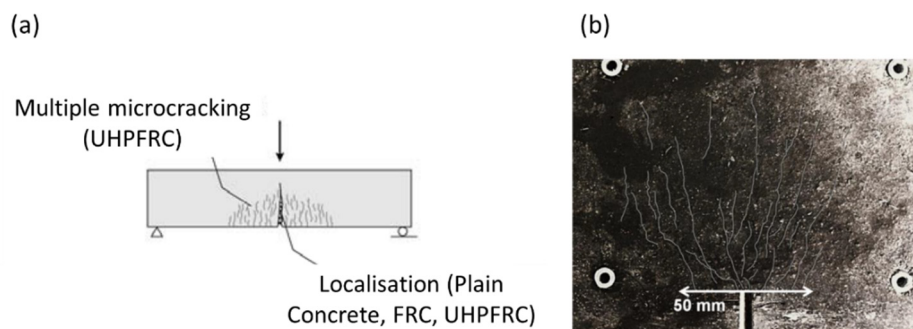 (a)
Multiple microcracking
(UHPFRC)
Localisation (Plain
Concrete, FRC, UHPFRC)
(b)
50 mm